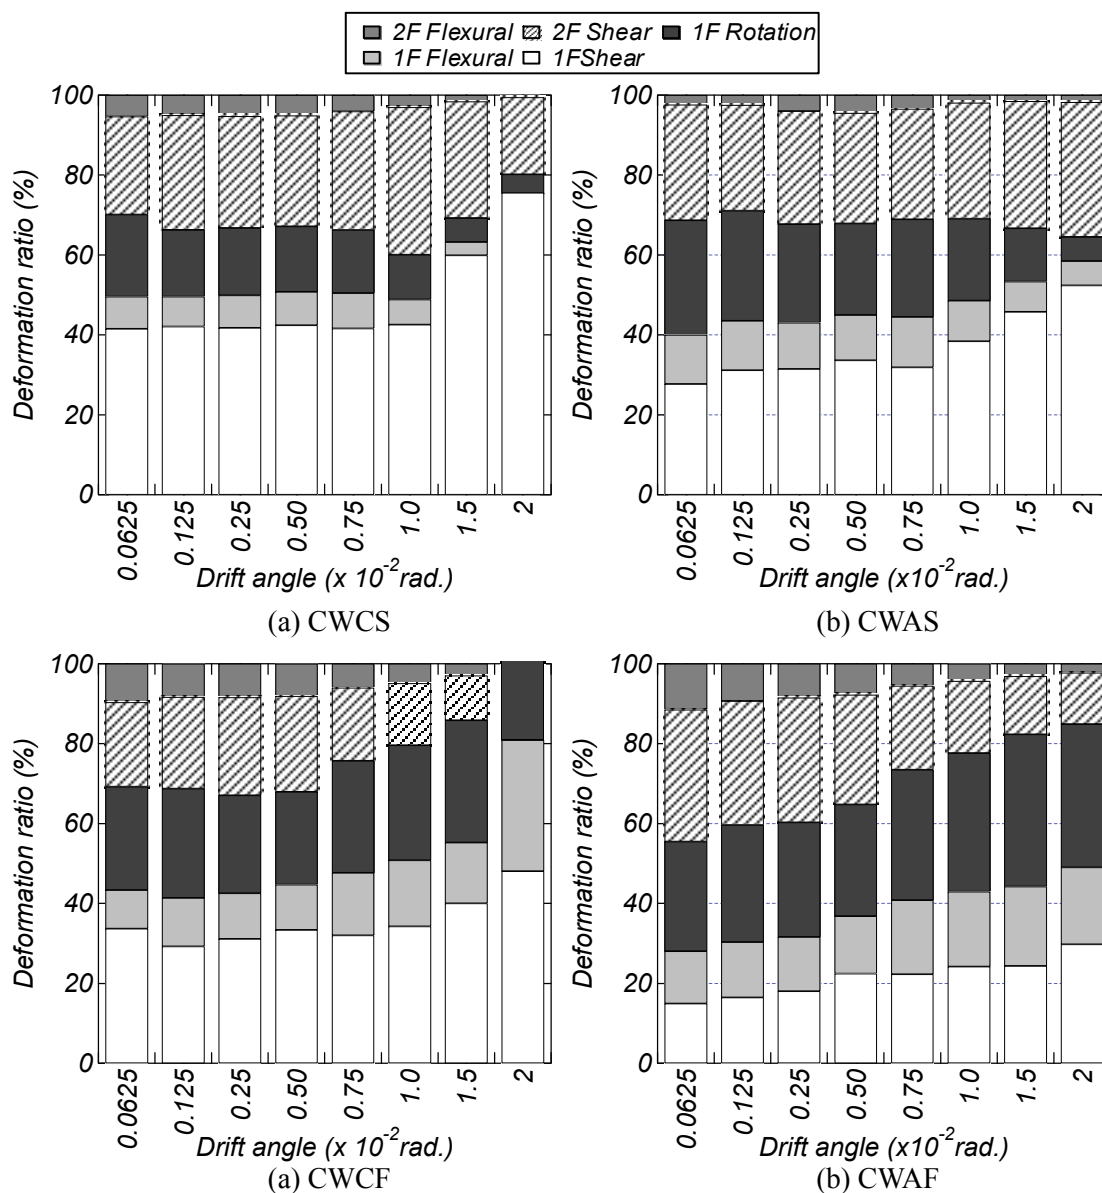 2F Flexural 2F Shear 1F Rotation
1F Flexural 1FShear
Deformation ratio (%)
100
80
60
40
20
0
0.0625 0.125 0.25 0.50 0.75 1.0 1.5 2
Drift angle (x 10-2rad.)
(a) CWCS
Deformation ratio (%)
100
80
60
40
20
0
0.0625 0.125 0.25 0.50 0.75 1.0 1.5 2
Drift angle (x10-2rad.)
(b) CWAS
Deformation ratio (%)
100
80
60
40
20
0
0.0625 0.125 0.25 0.50 0.75 1.0 1.5 2
Drift angle (x 10-2rad.)
(a) CWCF
Deformation ratio (%)
100
80
60
40
20
0
0.0625 0.125 0.25 0.50 0.75 1.0 1.5 2
Drift angle (x10-2rad.)
(b) CWAF